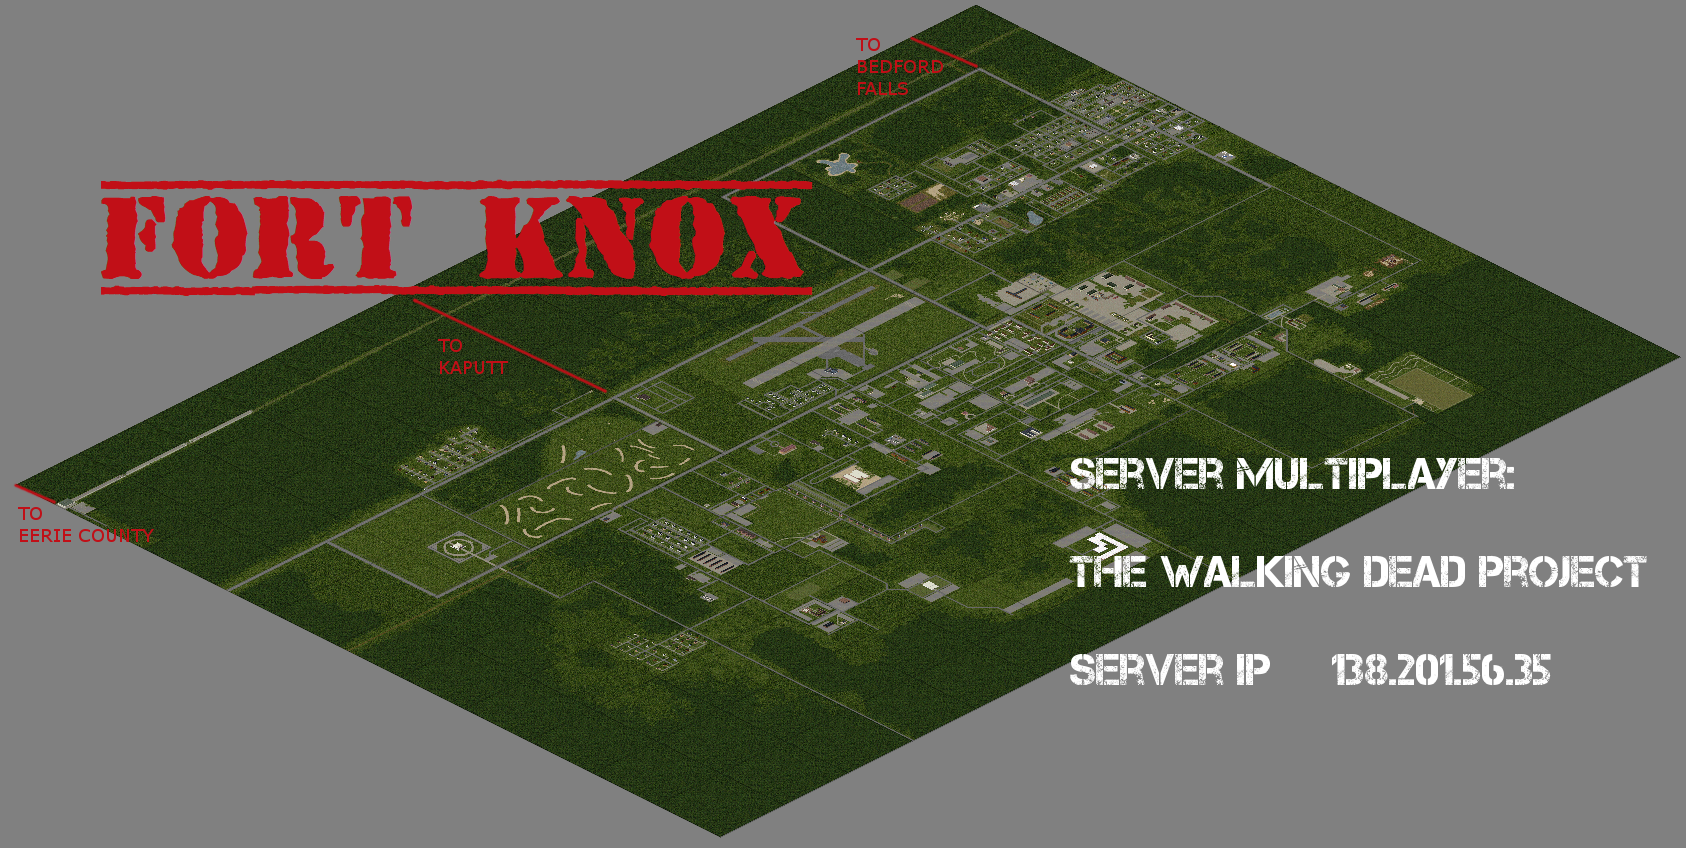 TO
BEDFORD
FALLS
FORT KNOX
TO
KAPUTT
TO
EERIE COUNTY
SERVER MULTIPLAYER:
THE WALKING DEAD PROJECT
SERVER IP 138.201.56.35